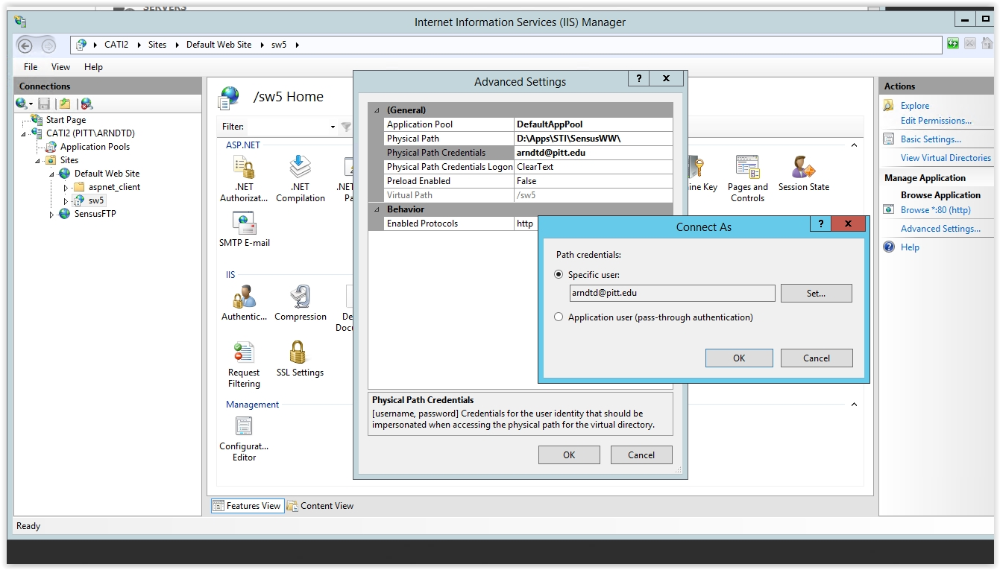 SERVERS
Internet Information Services (IIS) Manager
CATI2 Sites Default Web Site sw5
File View Help
Connections
Start Page
CATI2 (PITT\ARNDTD)
Application Pools
Sites
Default Web Site
aspnet_client
sw5
SensusFTP
/sw5 Home
Filter:
ASP.NET
.NET
Authorizat...
.NET
Compilation
.NET
Pa
ine Key
Pages and
Controls
Session State
SMTP E-mail
IIS
Authentic...
Compression
De
Docu
Request
Filtering
SSL Settings
Management
Configurat...
Editor
Features View
Content View
Ready
Advanced Settings
?
X
(General)
Application Pool DefaultAppPool
Physical Path D:\Apps\STI\SensusWW\
Physical Path Credentials arndtd@pitt.edu
Physical Path Credentials Logon ClearText
Preload Enabled False
Virtual Path /sw5
Behavior
Enabled Protocols http
Physical Path Credentials
[username, password] Credentials for the user identity that should be
impersonated when accessing the physical path for the virtual directory.
OK Cancel
Connect As
?
X
Path credentials:
Specific user:
arndtd@pitt.edu
Set...
Application user (pass-through authentication)
OK Cancel
Actions
Explore
Edit Permissions...
Basic Settings...
View Virtual Directories
Manage Application
Browse Application
Browse *:80 (http)
Advanced Settings...
Help